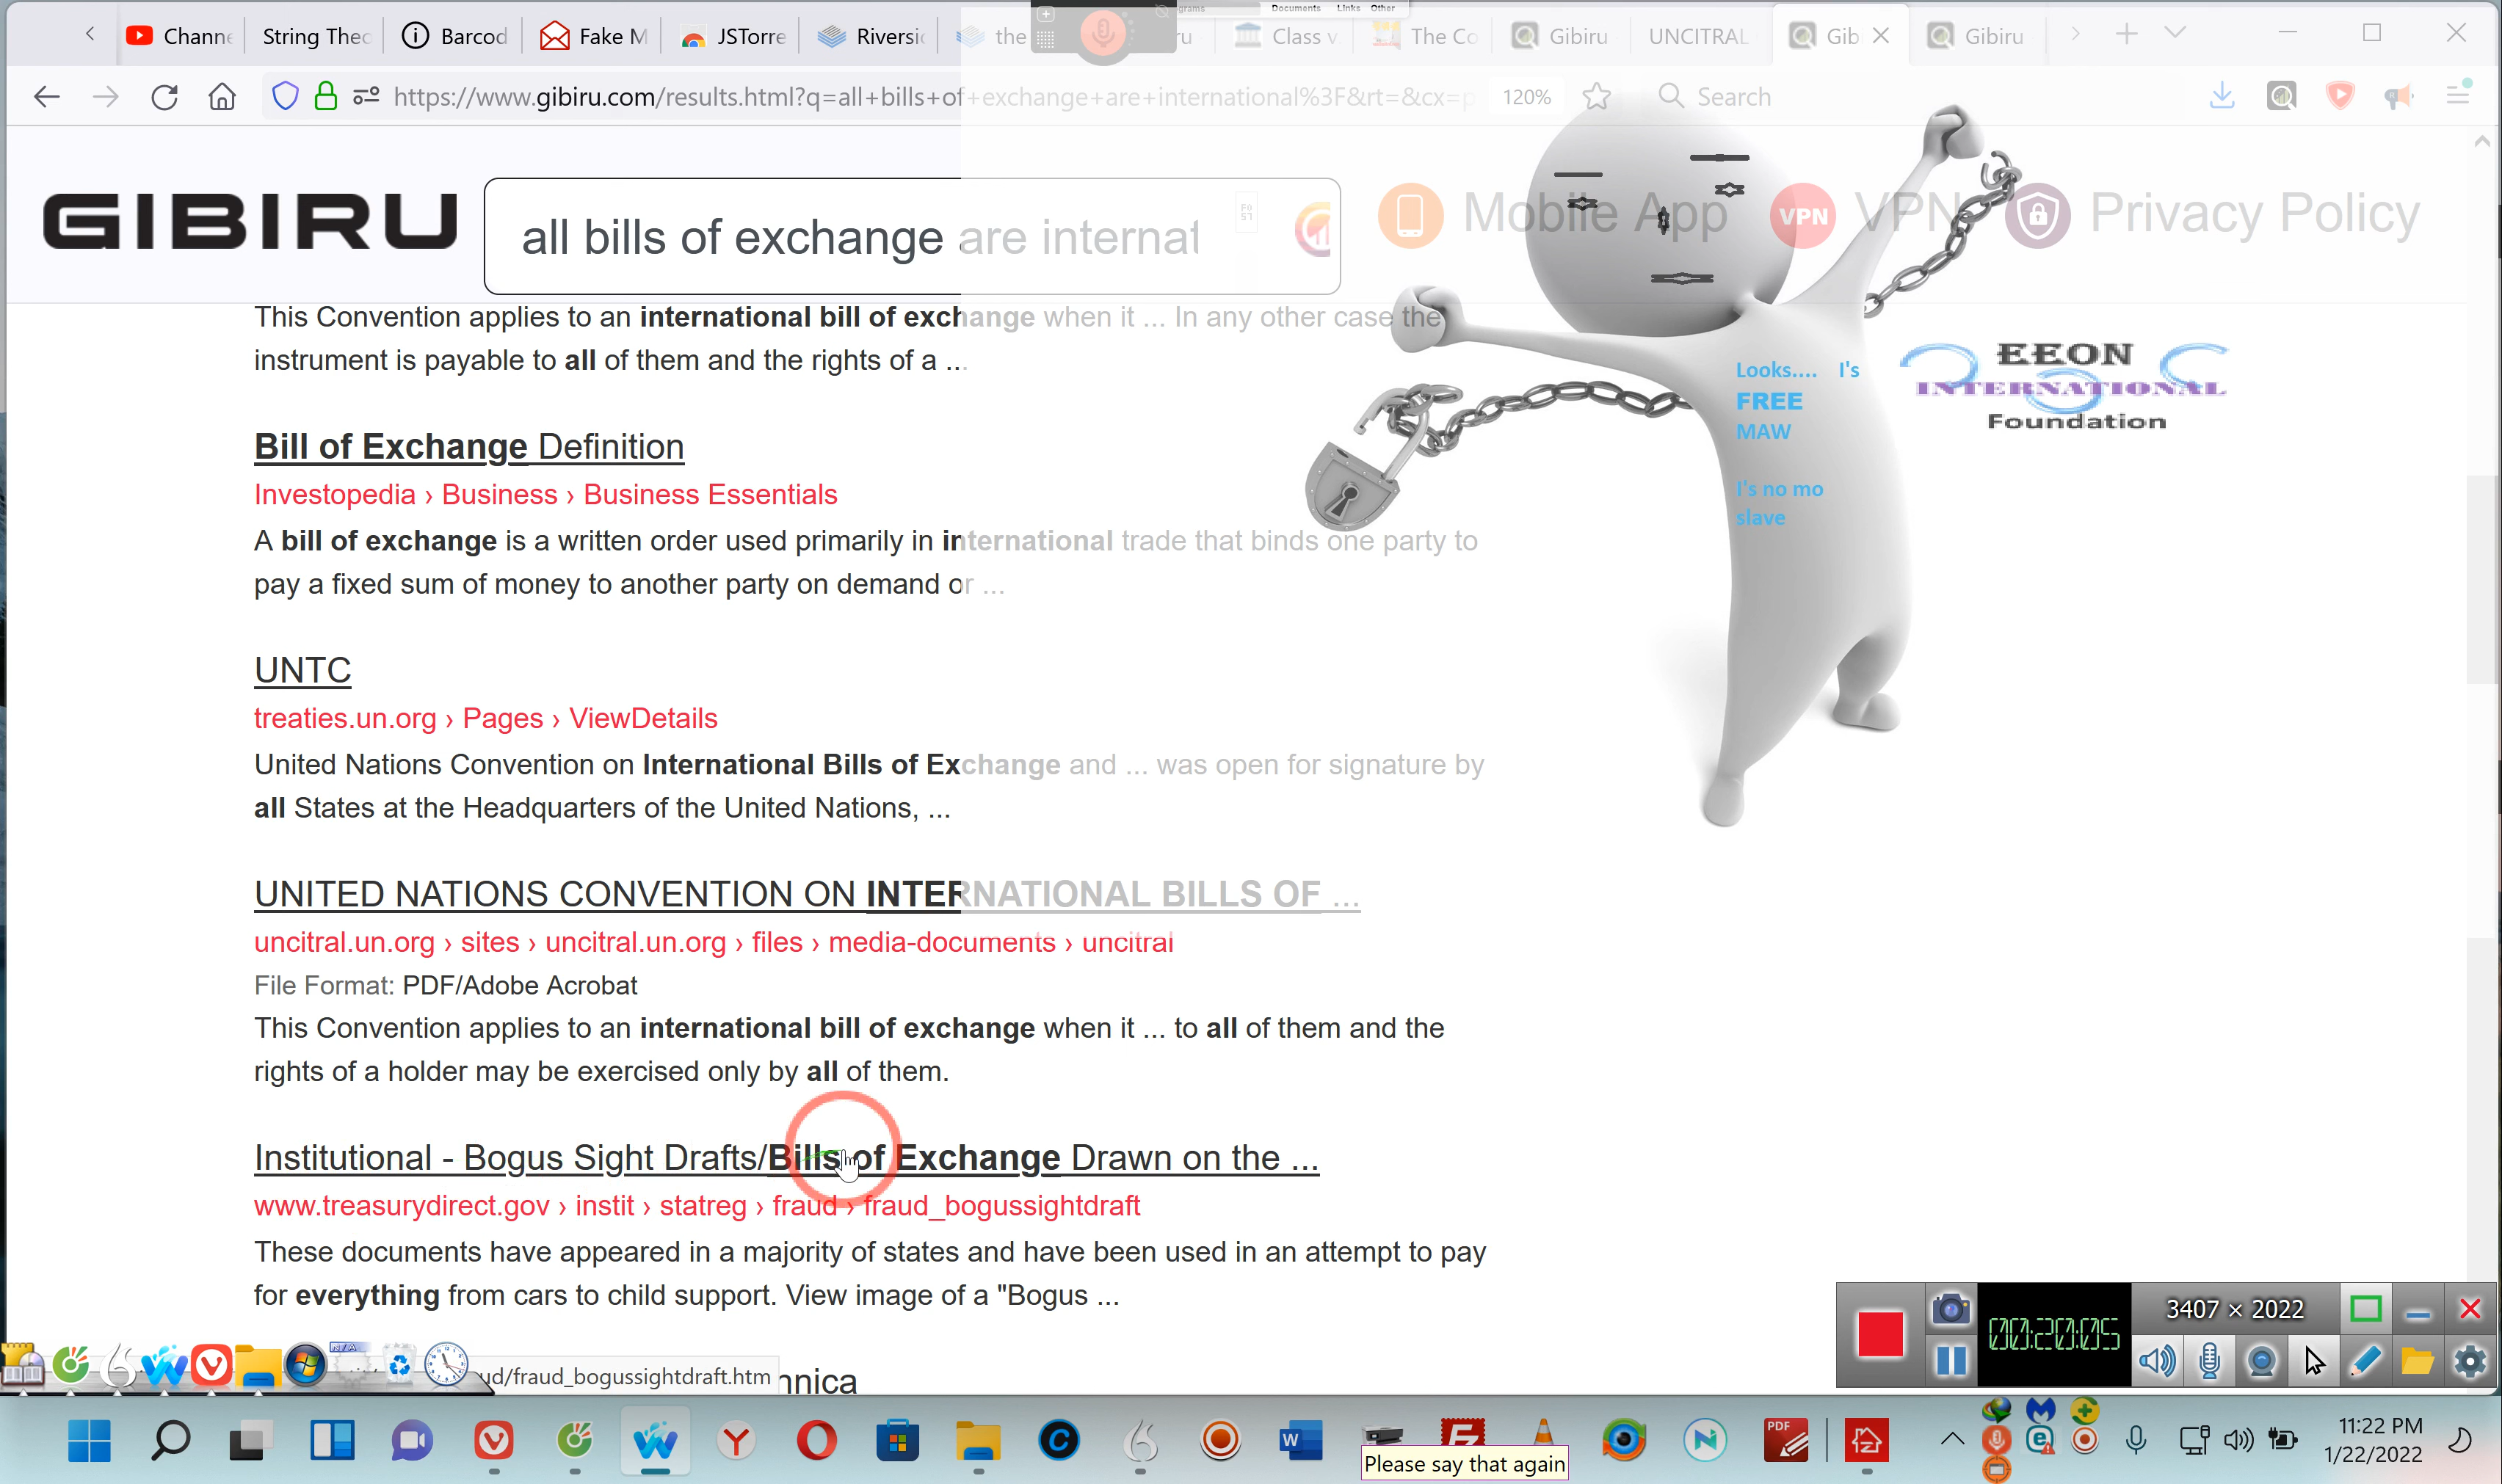 Documents Links Other
Channe
String Theo
Barcod
Fake M
JSTorre
Riversi
the
ru
Class v
The Co
Gibiru
UNCITRAL
Gib
Gibiru
https://www.gibiru.com/results.html?q=all+bills+of+exchange+are+international%3F&rt=&cx=p
120%
Search
GIBIRU
all bills of exchange are internat
Mobile App
VPN
VPN
Privacy Policy
This Convention applies to an international bill of exchange when it ... In any other case the
instrument is payable to all of them and the rights of a ...
Looks.... I's
FREE
MAW
I's no mo
slave
EEON
INTERNATIONAL
Foundation
Bill of Exchange Definition
Investopedia › Business › Business Essentials
A bill of exchange is a written order used primarily in international trade that binds one party to
pay a fixed sum of money to another party on demand or ...
UNTC
treaties.un.org › Pages › ViewDetails
United Nations Convention on International Bills of Exchange and ... was open for signature by
all States at the Headquarters of the United Nations, ...
UNITED NATIONS CONVENTION ON INTERNATIONAL BILLS OF ...
uncitral.un.org › sites › uncitral.un.org › files › media-documents › uncitral
File Format: PDF/Adobe Acrobat
This Convention applies to an international bill of exchange when it ... to all of them and the
rights of a holder may be exercised only by all of them.
Institutional - Bogus Sight Drafts/Bills of Exchange Drawn on the ...
www.treasurydirect.gov › instit › statreg › fraud › fraud_bogussightdraft
These documents have appeared in a majority of states and have been used in an attempt to pay
for everything from cars to child support. View image of a "Bogus ...
3407 × 2022
00:20:05
N/A
ud/fraud_bogussightdraft.htm
nnica
PDF
Please say that again
11:22 PM
1/22/2022